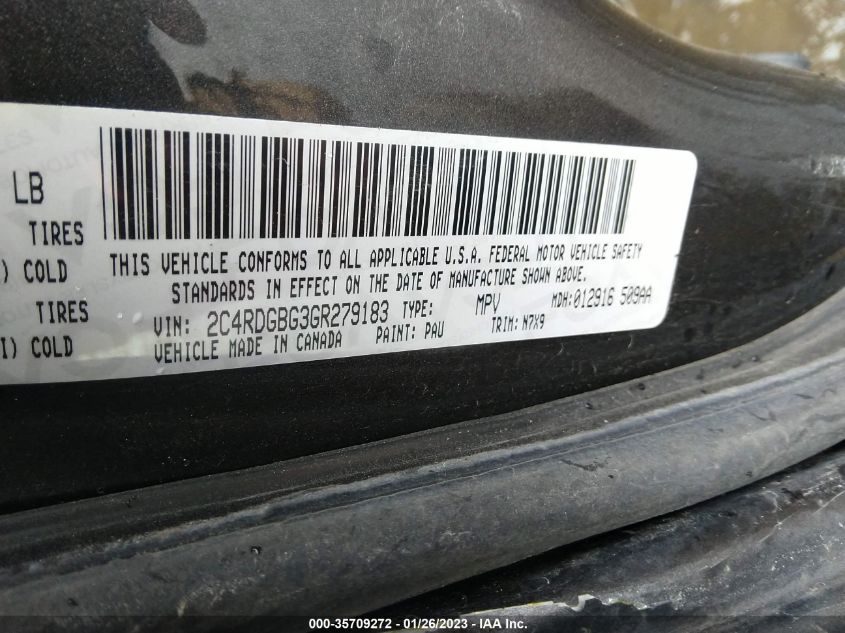 LB
TIRES
) COLD
TIRES
I) COLD
THIS VEHICLE CONFORMS TO ALL APPLICABLE U.S.A. FEDERAL MOTOR VEHICLE SAFETY
STANDARDS IN EFFECT ON THE DATE OF MANUFACTURE SHOWN ABOVE.
VIN: 2C4RDGBG3GR279183 TYPE: MPV MDH:012916 509AA
VEHICLE MADE IN CANADA PAINT: PAU TRIM: N7X9
000-35709272 - 01/26/2023 - IAA Inc.